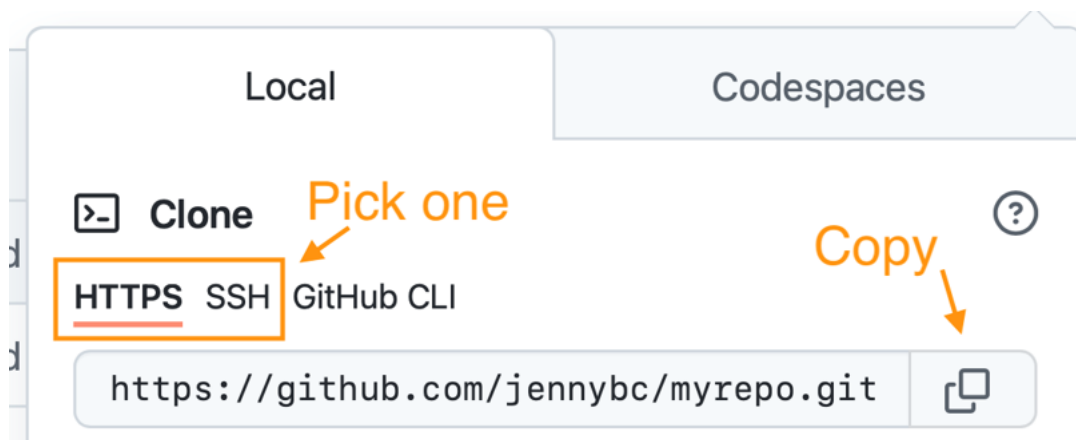 Local
Codespaces
Clone
Pick one
Copy
HTTPS SSH GitHub CLI
https://github.com/jennybc/myrepo.git